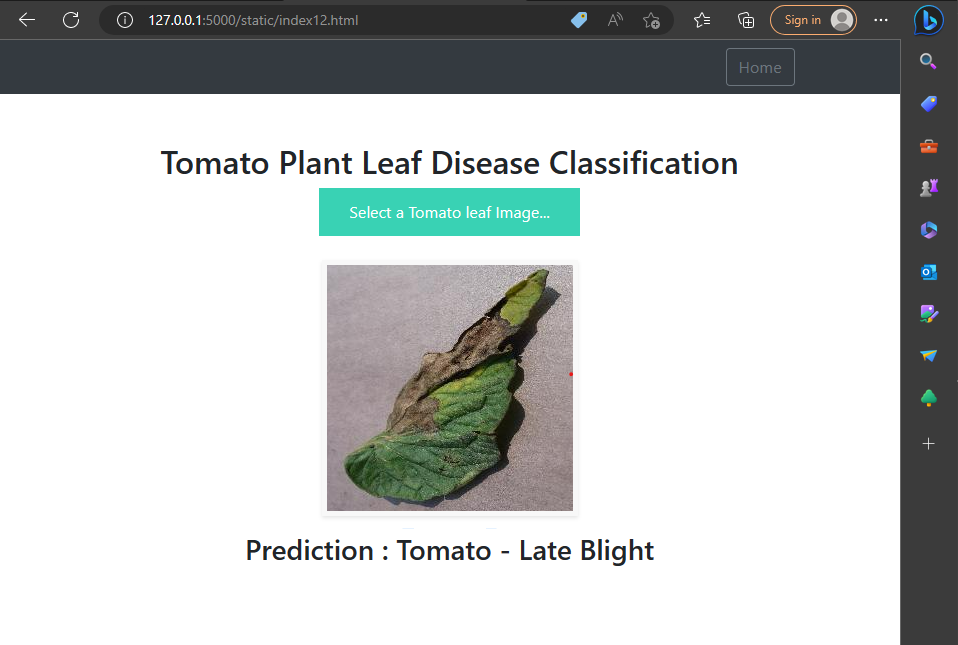 127.0.0.1:5000/static/index12.html
Sign in
Home
Tomato Plant Leaf Disease Classification
Select a Tomato leaf Image...
Prediction : Tomato - Late Blight